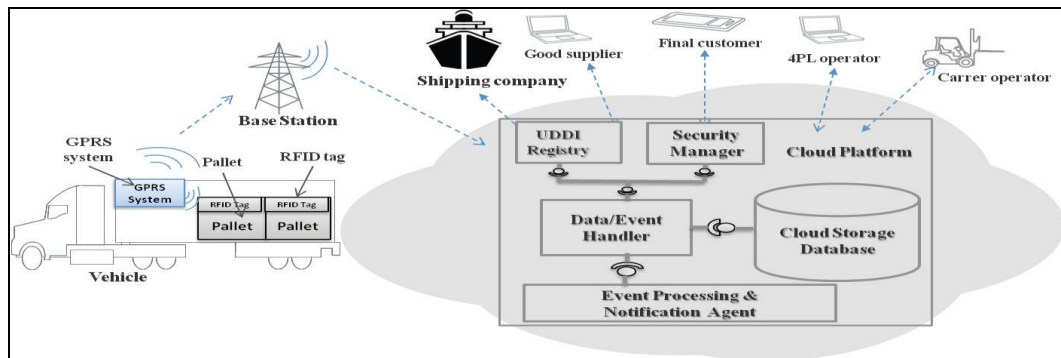 Shipping company
Good supplier
Final customer
4PL operator
Carrer operator
Base Station
GPRS
system
Pallet
RFID tag
GPRS
System
RFID Tag
RFID Tag
Pallet
Pallet
Vehicle
UDDI
Registry
Security
Manager
Cloud Platform
Data/Event
Handler
Cloud Storage
Database
Event Processing &
Notification Agent